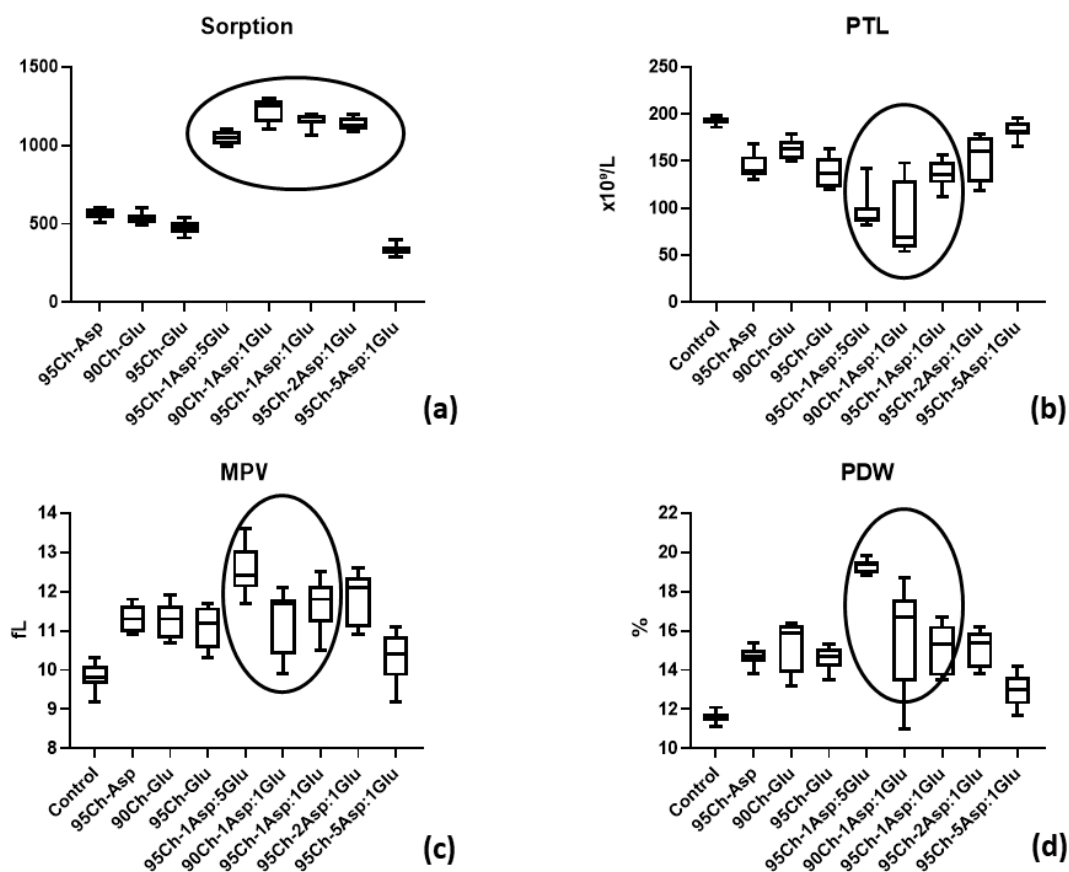 Sorption
1500
1000
500
0
95Ch-Asp
90Ch-Glu
95Ch-Glu
95Ch-1Asp:5Glu
90Ch-1Asp:1Glu
95Ch-1Asp:1Glu
95Ch-2Asp:1Glu
95Ch-5Asp:1Glu
(a)
PTL
x10⁹/L
250
200
150
100
50
0
Control
95Ch-Asp
90Ch-Glu
95Ch-Glu
95Ch-1Asp:5Glu
90Ch-1Asp:1Glu
95Ch-1Asp:1Glu
95Ch-2Asp:1Glu
95Ch-5Asp:1Glu
(b)
MPV
fL
14
13
12
11
10
9
8
Control
95Ch-Asp
90Ch-Glu
95Ch-Glu
95Ch-1Asp:5Glu
90Ch-1Asp:1Glu
95Ch-1Asp:1Glu
95Ch-2Asp:1Glu
95Ch-5Asp:1Glu
(c)
PDW
%
22
20
18
16
14
12
10
Control
95Ch-Asp
90Ch-Glu
95Ch-Glu
95Ch-1Asp:5Glu
90Ch-1Asp:1Glu
95Ch-1Asp:1Glu
95Ch-2Asp:1Glu
95Ch-5Asp:1Glu
(d)